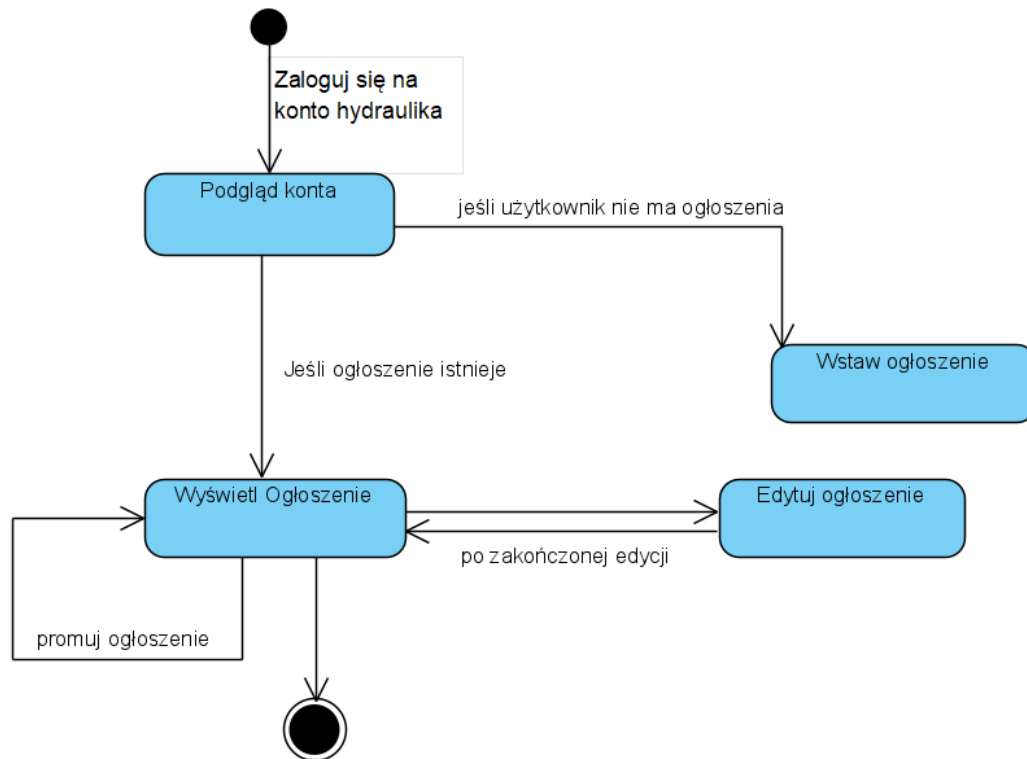 Zaloguj się na
konto hydraulika
Podgląd konta
jeśli użytkownik nie ma ogłoszenia
Jeśli ogłoszenie istnieje
Wstaw ogłoszenie
Wyświetl Ogłoszenie
Edytuj ogłoszenie
po zakończonej edycji
promuj ogłoszenie